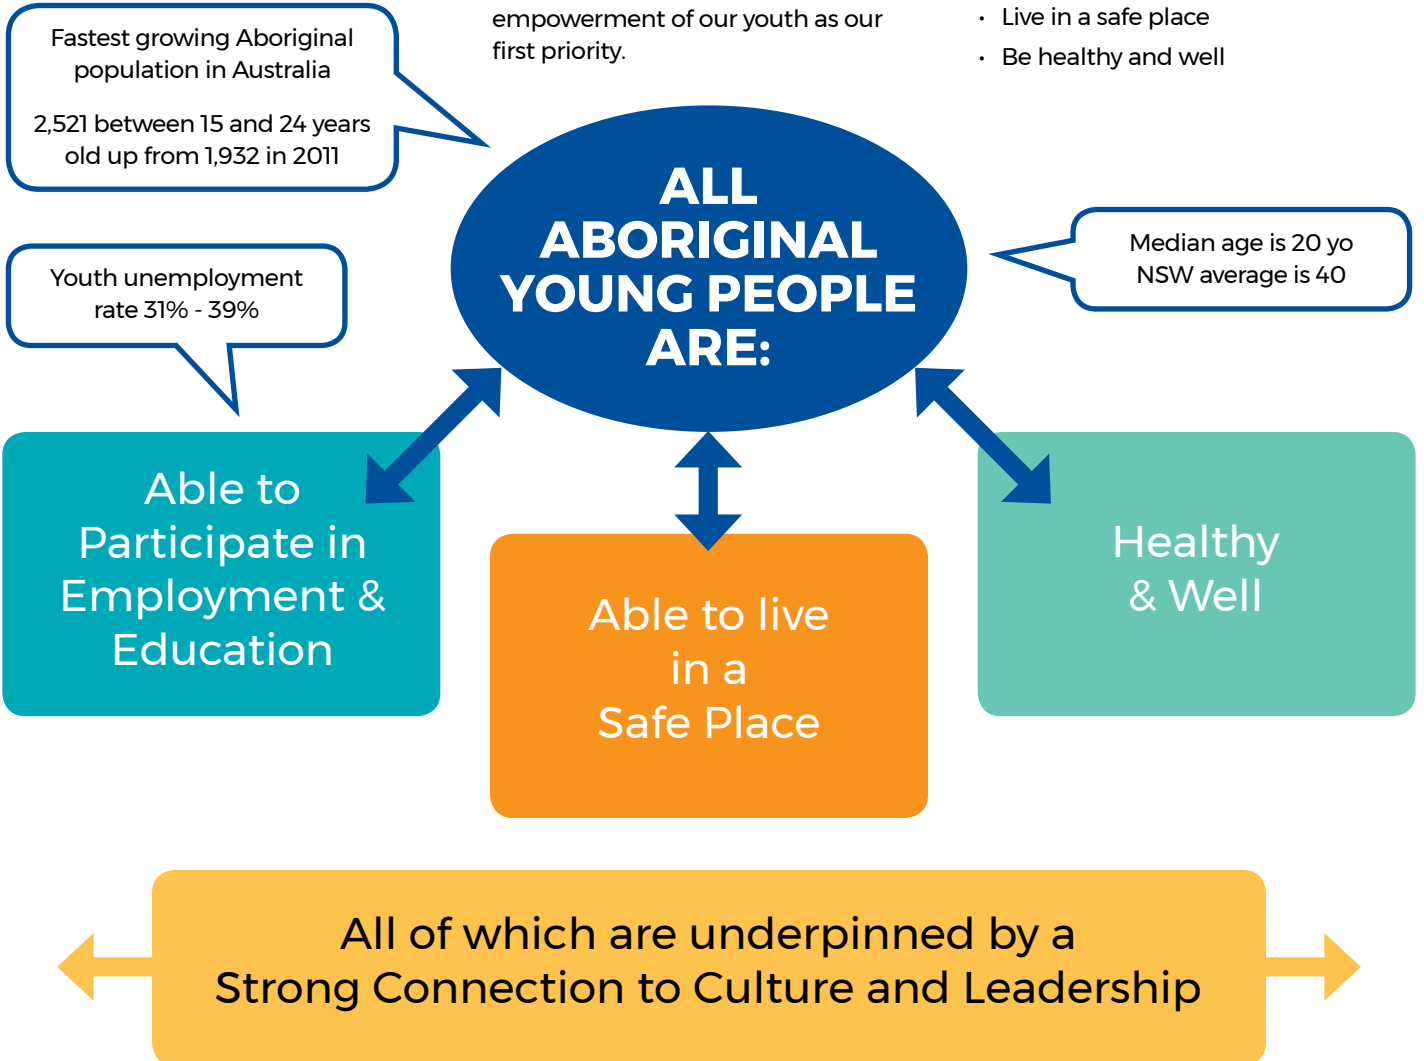 empowerment of our youth as our
first priority.
• Live in a safe place
• Be healthy and well
Fastest growing Aboriginal
population in Australia
2,521 between 15 and 24 years
old up from 1,932 in 2011
ALL
ABORIGINAL
YOUNG PEOPLE
ARE:
Median age is 20 yo
NSW average is 40
Youth unemployment
rate 31% - 39%
Able to
Participate in
Employment &
Education
Able to live
in a
Safe Place
Healthy
& Well
All of which are underpinned by a
Strong Connection to Culture and Leadership